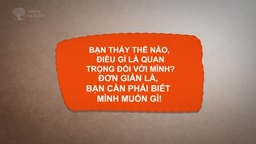 BẠN THẤY THẾ NÀO,
ĐIỀU GÌ LÀ QUAN
TRỌNG ĐỐI VỚI MÌNH?
ĐƠN GIẢN LÀ,
BẠN CẦN PHẢI BIẾT
MÌNH MUỐN GÌ!